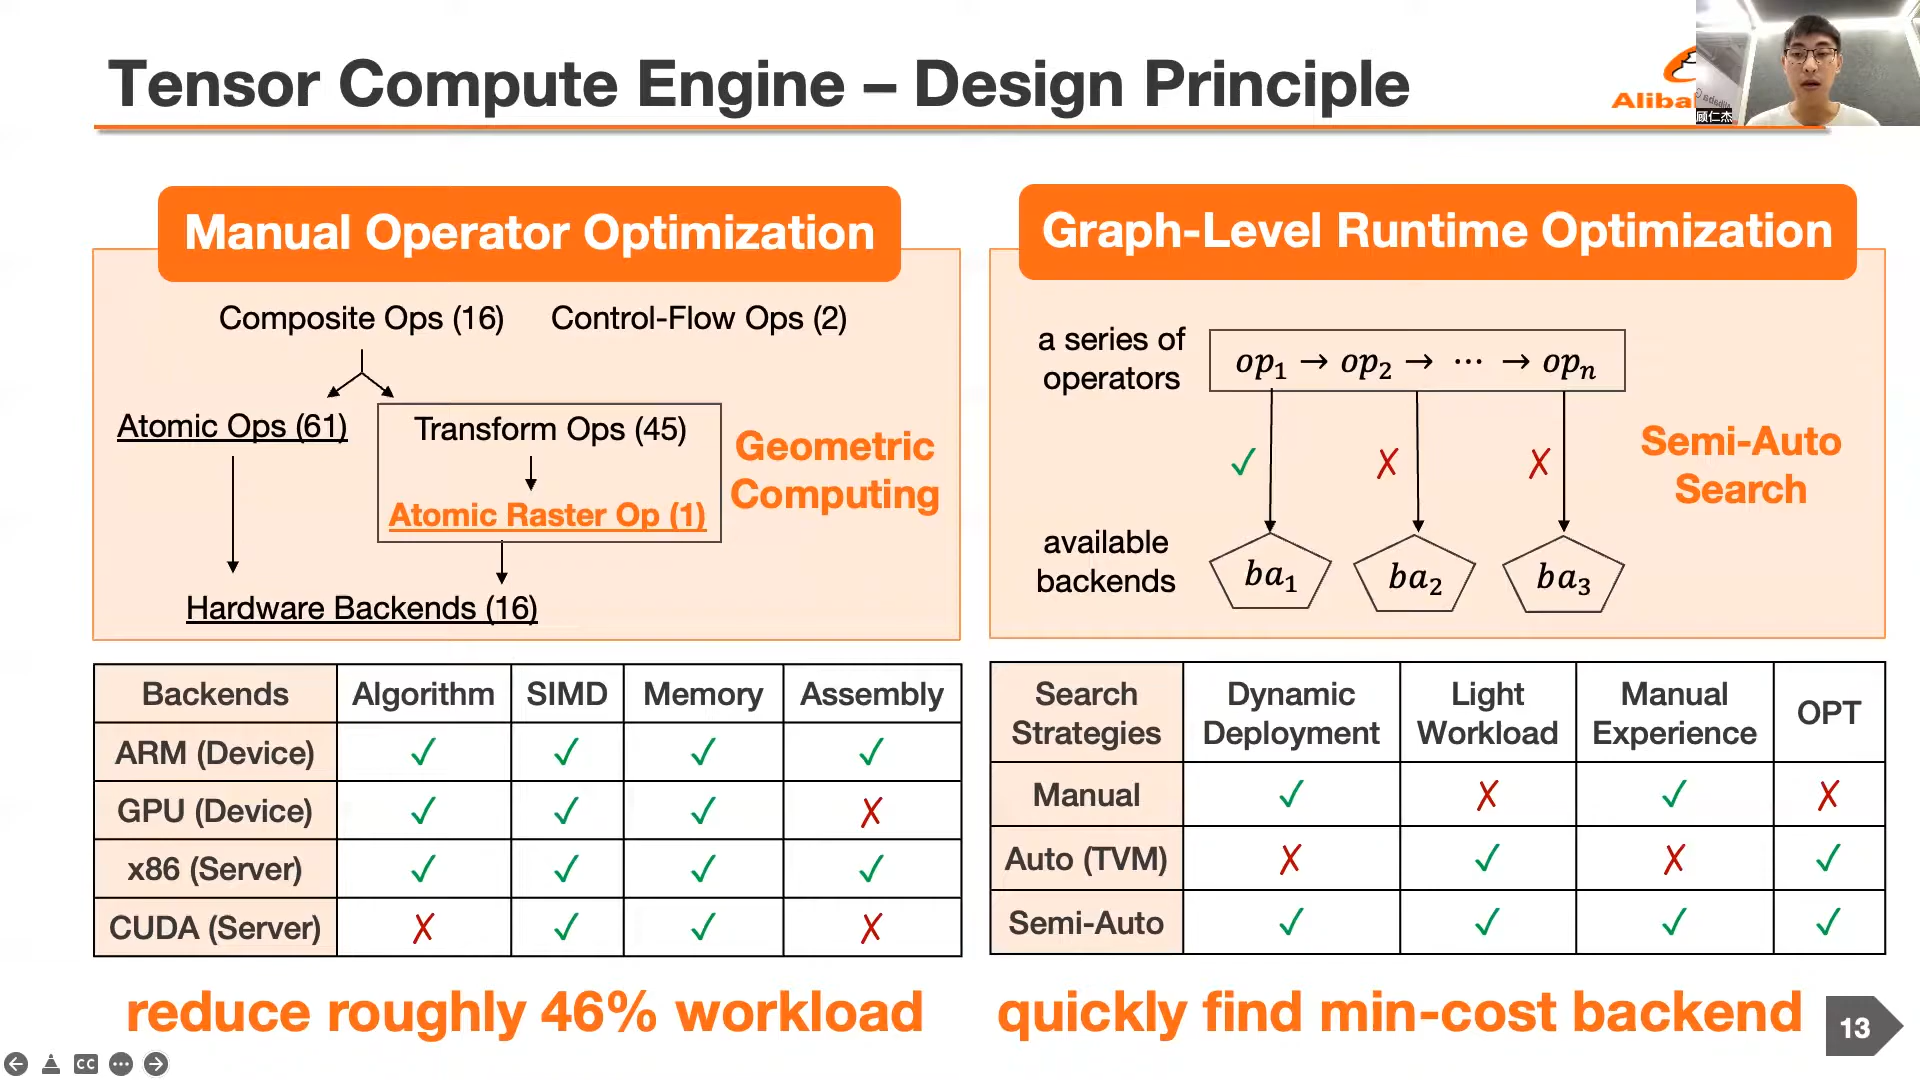 Tensor Compute Engine – Design Principle
Aliba
顾仁杰
Manual Operator Optimization
Composite Ops (16) Control-Flow Ops (2)
Atomic Ops (61) Transform Ops (45)
Geometric
Computing
Atomic Raster Op (1)
Hardware Backends (16)
Backends Algorithm SIMD Memory Assembly
ARM (Device) ✓ ✓ ✓ ✓
GPU (Device) ✓ ✓ ✓ ✗
x86 (Server) ✓ ✓ ✓ ✓
CUDA (Server) ✗ ✓ ✓ ✗
reduce roughly 46% workload
Graph-Level Runtime Optimization
a series of
operators
op₁ → op₂ → ⋯ → opₙ
✓ ✗ ✗
Semi-Auto
Search
available
backends
ba₁ ba₂ ba₃
Search
Strategies
Dynamic
Deployment
Light
Workload
Manual
Experience
OPT
Manual ✓ ✗ ✓ ✗
Auto (TVM) ✗ ✓ ✗ ✓
Semi-Auto ✓ ✓ ✓ ✓
quickly find min-cost backend
13
CC